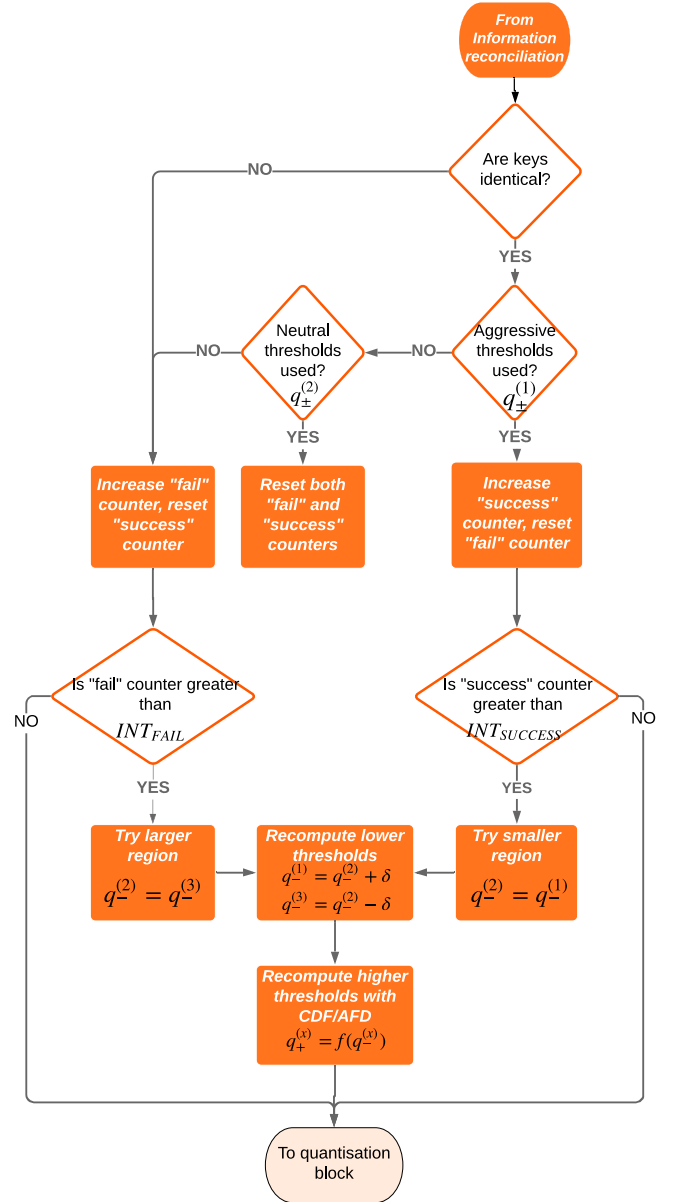 From
Information
reconciliation
Are keys
identical?
NO
YES
Neutral
thresholds
used?
q_±^(2)
NO
Aggressive
thresholds
used?
q_±^(1)
NO
YES
YES
Increase "fail"
counter, reset
"success"
counter
Reset both
"fail" and
"success"
counters
Increase
"success"
counter, reset
"fail" counter
Is "fail" counter greater
than
INT_FAIL
NO
Is "success" counter
greater than
INT_SUCCESS
NO
YES
YES
Try larger
region
q_-^(2) = q_-^(3)
Recompute lower
thresholds
q_-^(1) = q_-^(2) + δ
q_-^(3) = q_-^(2) − δ
Try smaller
region
q_-^(2) = q_-^(1)
Recompute higher
thresholds with
CDF/AFD
q_+^(x) = f(q_-^(x))
To quantisation
block